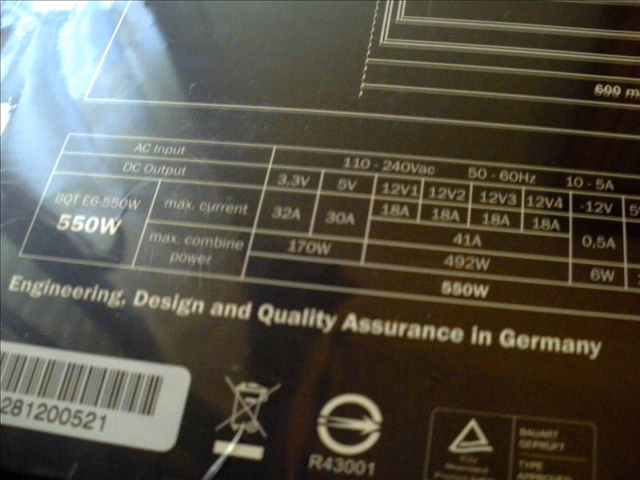 600 m
AC Input 110 - 240Vac 50 - 60Hz 10 - 5A
DC Output 3.3V 5V 12V1 12V2 12V3 12V4 -12V
BQT E6-550W
550W
max. current 32A 30A 18A 18A 18A 18A 0,5A
41A
max. combine power 170W 492W 6W
550W
Engineering, Design and Quality Assurance in Germany
281200521
R43001
BAUART
GEPRÜFT
TYPE
APPROVED